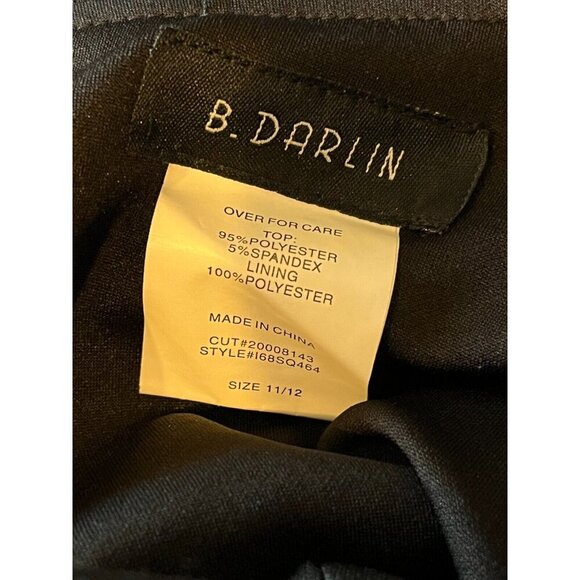 B. DARLIN
OVER FOR CARE
TOP:
95%POLYESTER
5%SPANDEX
LINING
100%POLYESTER
MADE IN CHINA
CUT#20008143
STYLE#I68SQ464
SIZE 11/12